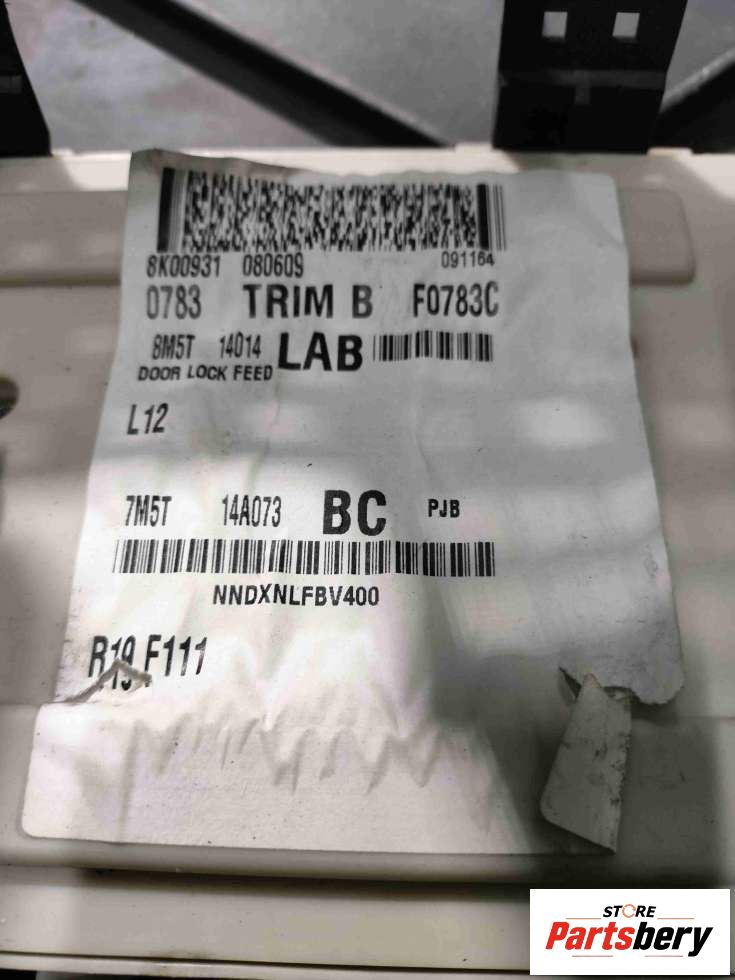 8K00931 080609 091164
0783 TRIM B F0783C
8M5T 14014 LAB
DOOR LOCK FEED
L12
7M5T 14A073 BC PJB
NNDXNLFBV400
R19 F111
STORE
Partsbery